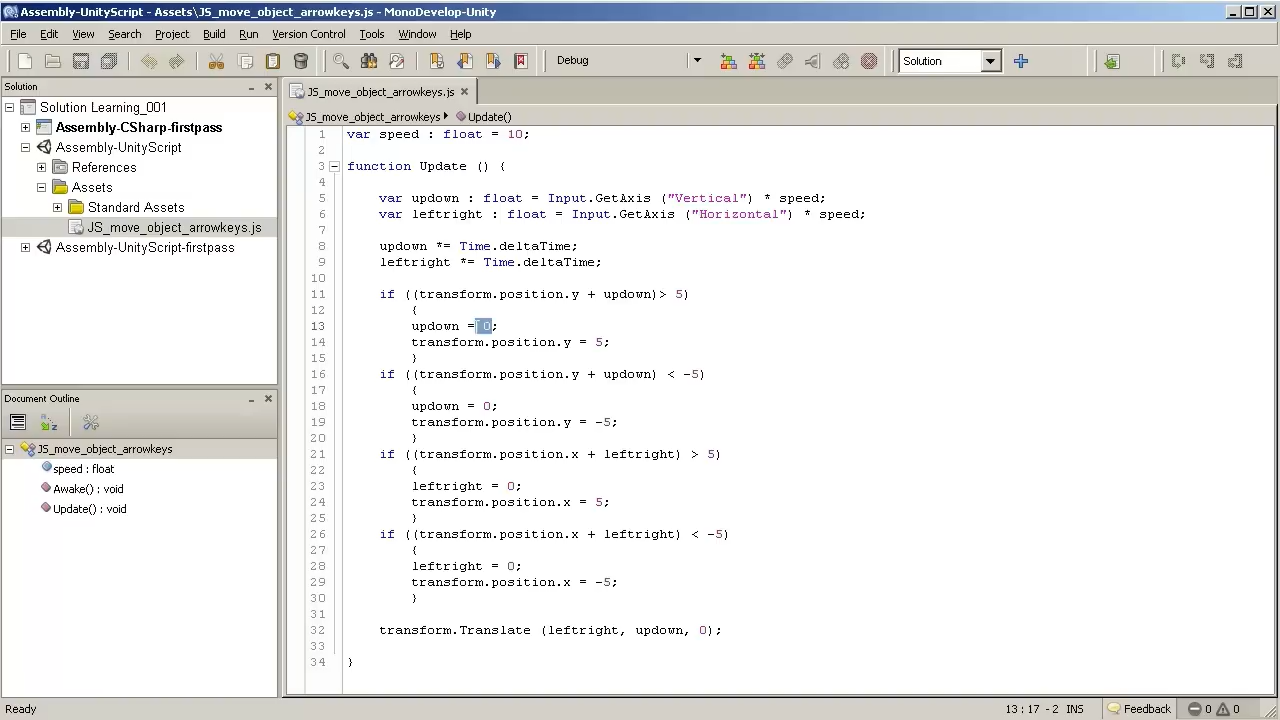 Assembly-UnityScript - Assets\JS_move_object_arrowkeys.js - MonoDevelop-Unity
File Edit View Search Project Build Run Version Control Tools Window Help
Debug Solution
Solution
Solution Learning_001
Assembly-CSharp-firstpass
Assembly-UnityScript
References
Assets
Standard Assets
JS_move_object_arrowkeys.js
Assembly-UnityScript-firstpass
Document Outline
JS_move_object_arrowkeys
speed : float
Awake() : void
Update() : void
JS_move_object_arrowkeys.js
JS_move_object_arrowkeys Update()
1 var speed : float = 10;
2
3 function Update () {
4
5 var updown : float = Input.GetAxis ("Vertical") * speed;
6 var leftright : float = Input.GetAxis ("Horizontal") * speed;
7
8 updown *= Time.deltaTime;
9 leftright *= Time.deltaTime;
10
11 if ((transform.position.y + updown)> 5)
12 {
13 updown = 0;
14 transform.position.y = 5;
15 }
16 if ((transform.position.y + updown) < -5)
17 {
18 updown = 0;
19 transform.position.y = -5;
20 }
21 if ((transform.position.x + leftright) > 5)
22 {
23 leftright = 0;
24 transform.position.x = 5;
25 }
26 if ((transform.position.x + leftright) < -5)
27 {
28 leftright = 0;
29 transform.position.x = -5;
30 }
31
32 transform.Translate (leftright, updown, 0);
33
34 }
Ready 13 : 17 - 2 INS Feedback 0 0